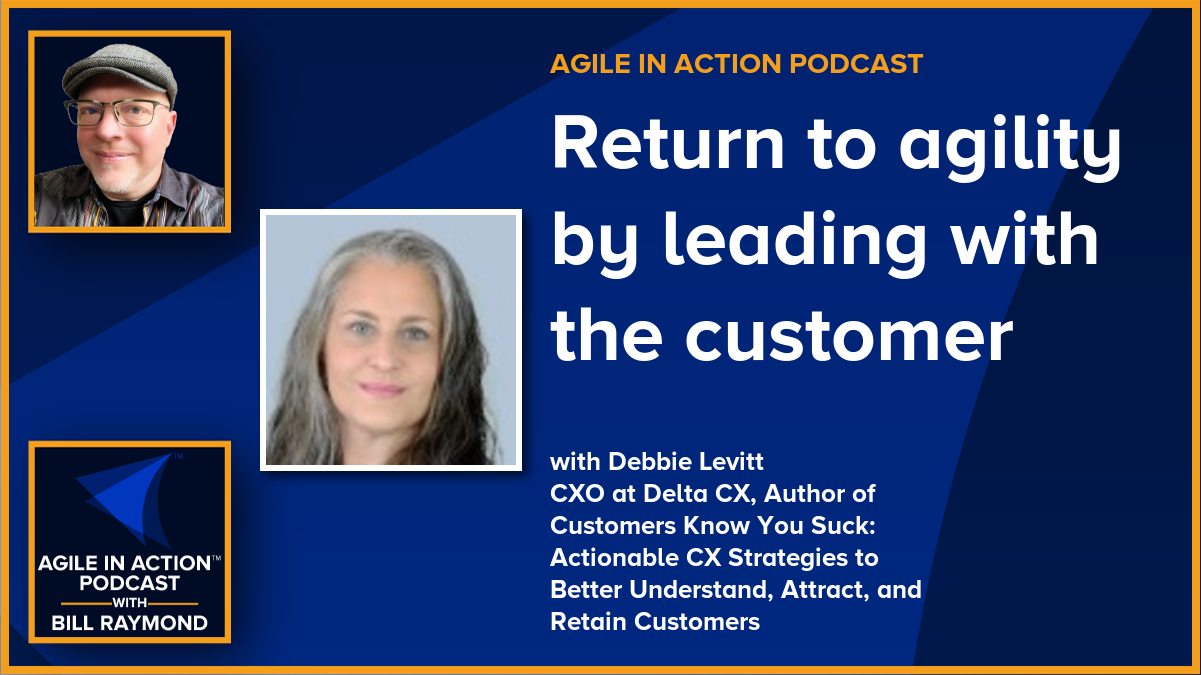 AGILE IN ACTION PODCAST
Return to agility
by leading with
the customer
with Debbie Levitt
CXO at Delta CX, Author of
Customers Know You Suck:
Actionable CX Strategies to
Better Understand, Attract, and
Retain Customers
TM
AGILE IN ACTION™
PODCAST
WITH
BILL RAYMOND